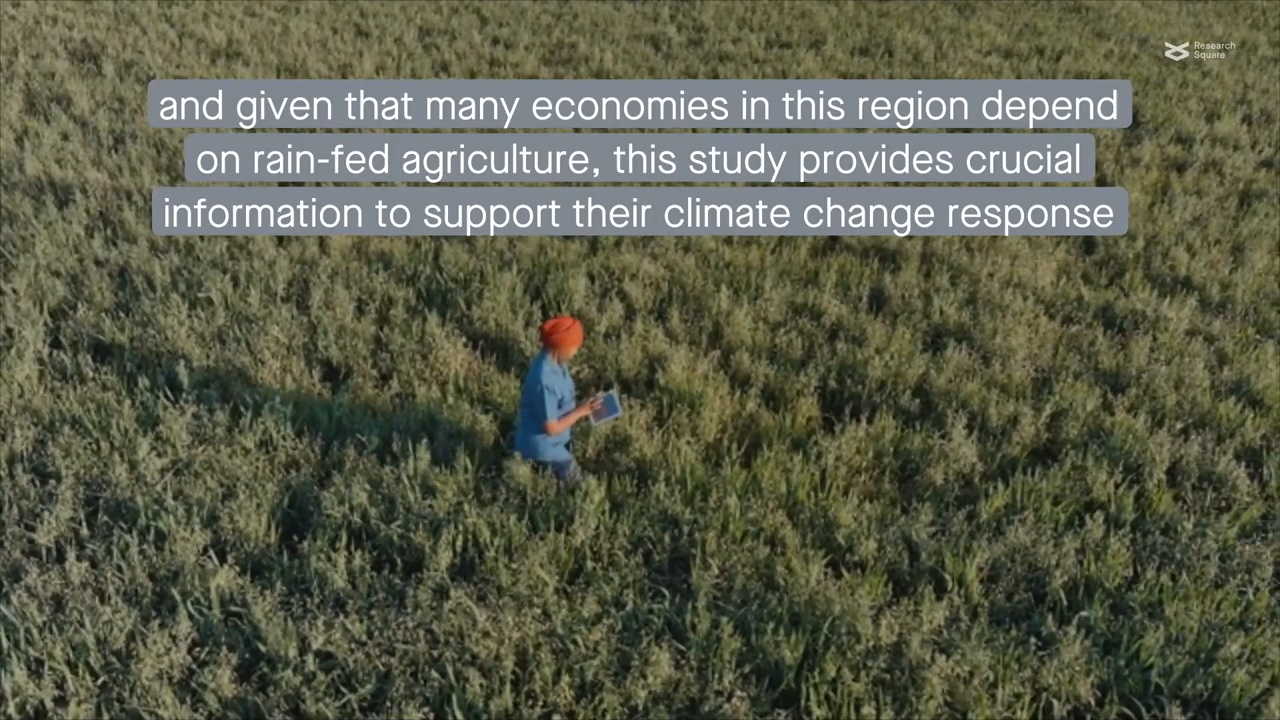 Research
Square
and given that many economies in this region depend
on rain-fed agriculture, this study provides crucial
information to support their climate change response